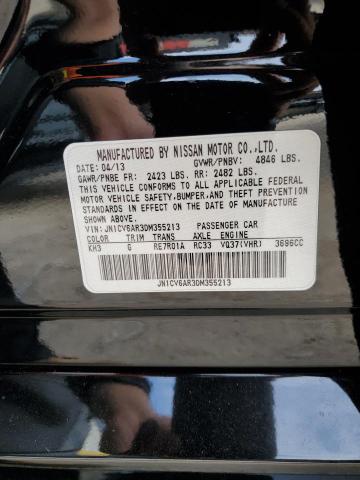 MANUFACTURED BY NISSAN MOTOR CO.,LTD.
DATE: 04/13 GVWR/PNBV: 4846 LBS.
GAWR/PNBE FR: 2423 LBS. RR: 2482 LBS.
THIS VEHICLE CONFORMS TO ALL APPLICABLE FEDERAL
MOTOR VEHICLE SAFETY,BUMPER,AND THEFT PREVENTION
STANDARDS IN EFFECT ON THE DATE OF MANUFACTURE
SHOWN ABOVE.
VIN: JN1CV6AR3DM355213 PASSENGER CAR
COLOR TRIM TRANS AXLE ENGINE
KH3 G RE7R01A RC33 VQ37(VHR) 3696CC
JN1CV6AR3DM355213